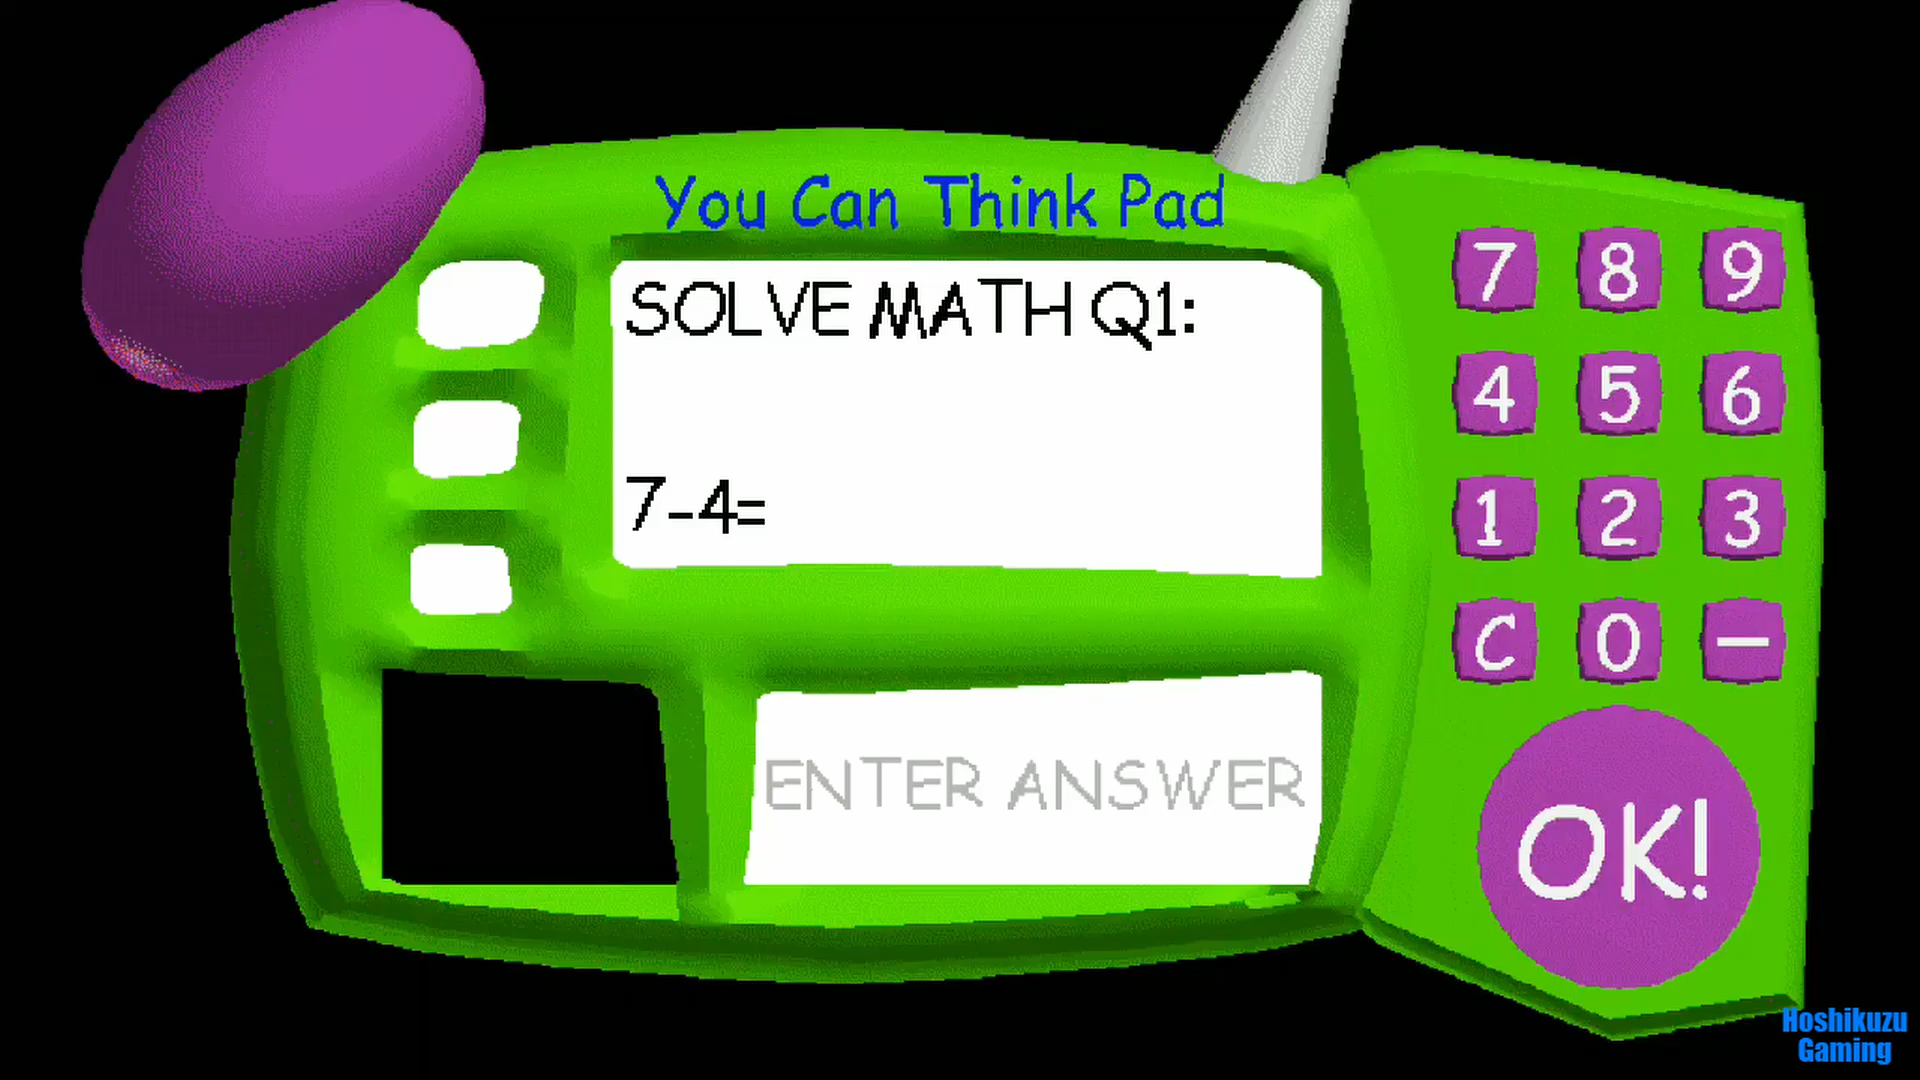 You Can Think Pad
SOLVE MATH Q1:
7-4=
ENTER ANSWER
7 8 9
4 5 6
1 2 3
C 0 −
OK!
Hoshikuzu
Gaming